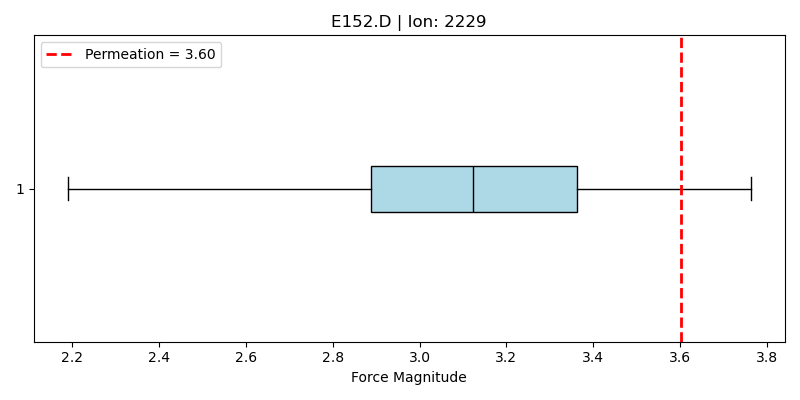 E152.D | Ion: 2229
Permeation = 3.60
1
2.2 2.4 2.6 2.8 3.0 3.2 3.4 3.6 3.8
Force Magnitude